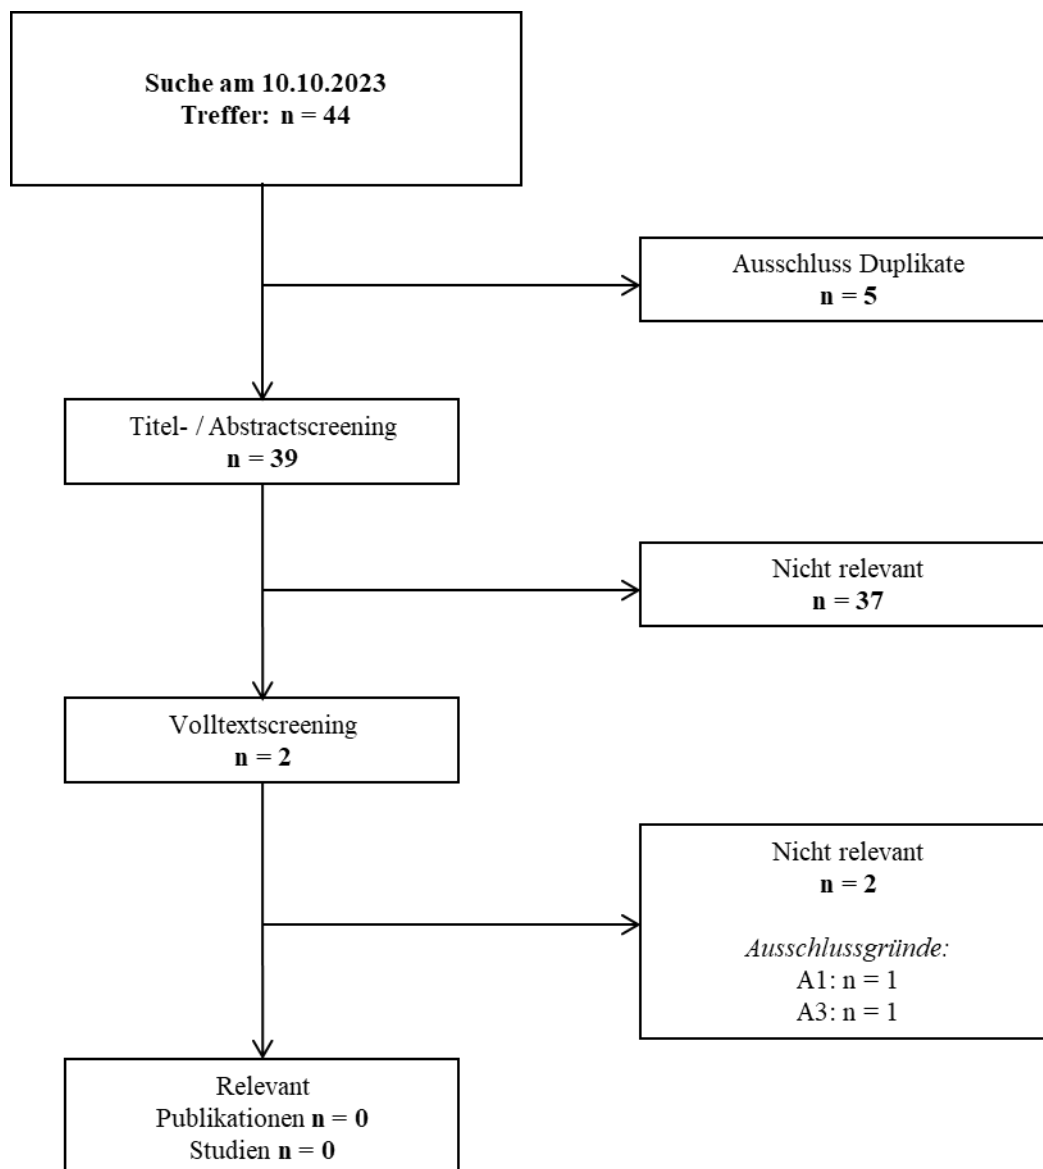 Suche am 10.10.2023
Treffer: n = 44
Ausschluss Duplikate
n = 5
Titel- / Abstractscreening
n = 39
Nicht relevant
n = 37
Volltextscreening
n = 2
Nicht relevant
n = 2
Ausschlussgründe:
A1: n = 1
A3: n = 1
Relevant
Publikationen n = 0
Studien n = 0